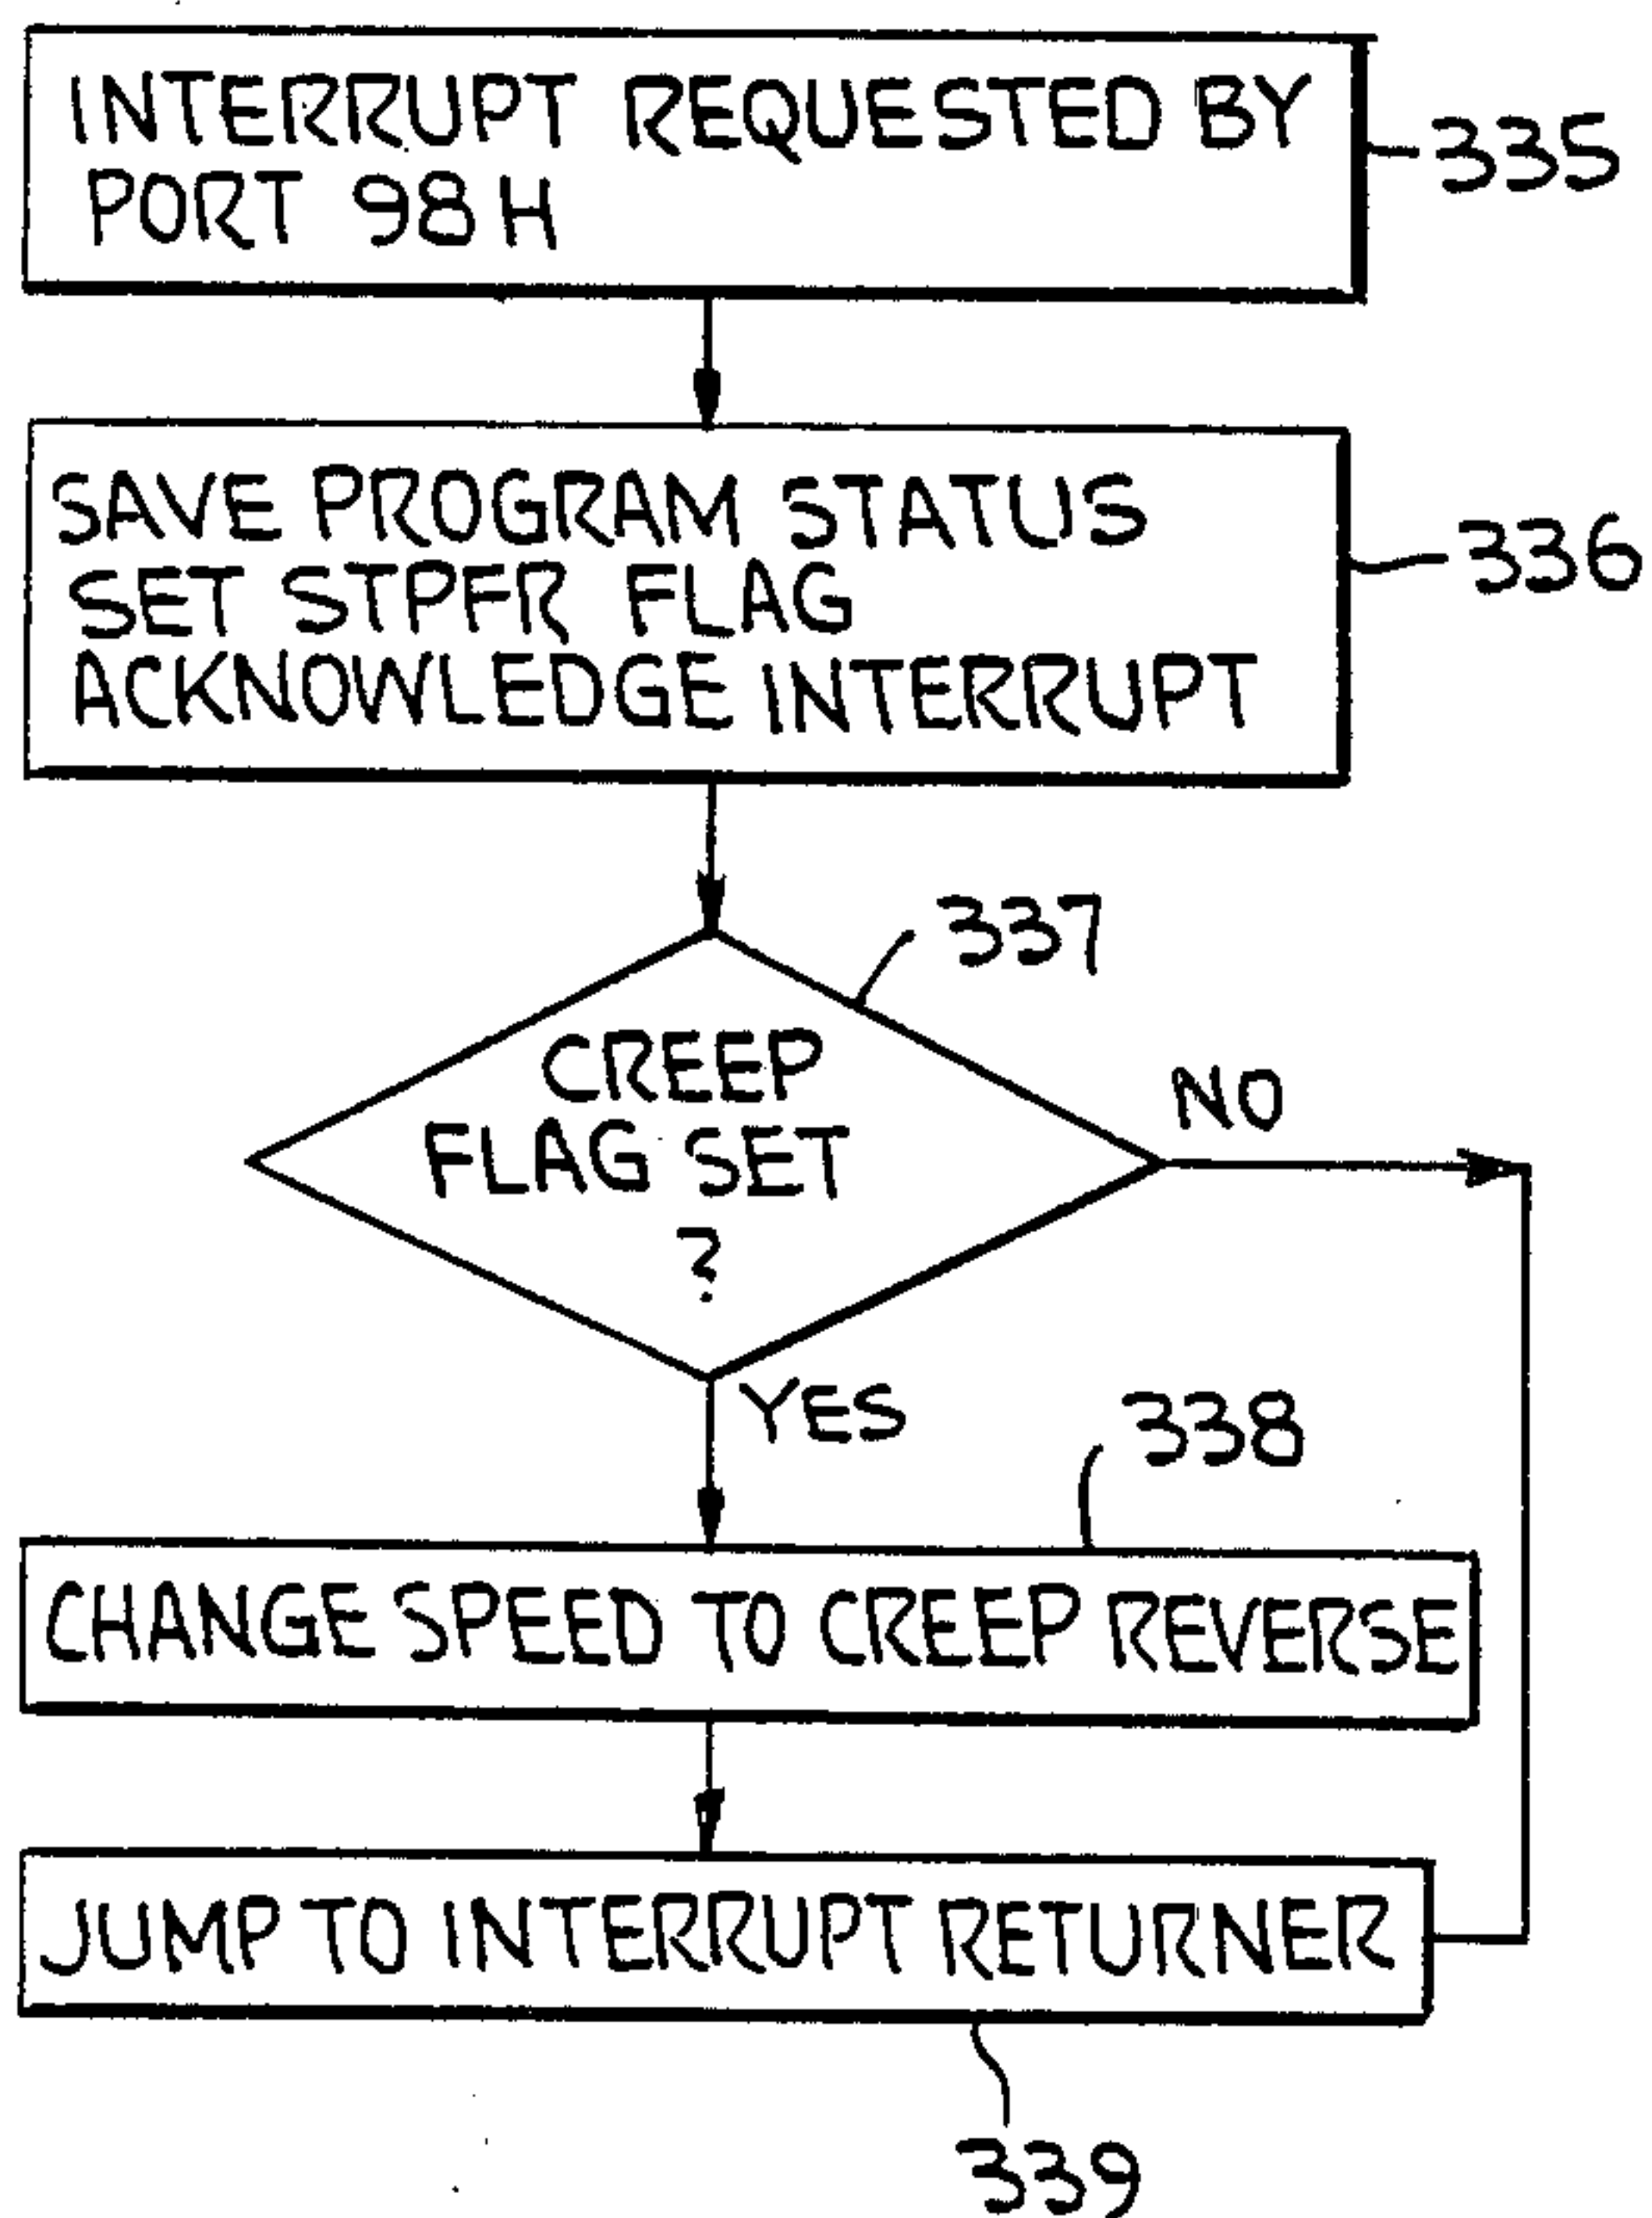 INTERRUPT REQUESTED BY
PORT 98 H
335
SAVE PROGRAM STATUS
SET STPFR FLAG
ACKNOWLEDGE INTERRUPT
336
337
CREEP
FLAG SET
?
NO
YES
338
CHANGE SPEED TO CREEP REVERSE
JUMP TO INTERRUPT RETURNER
339